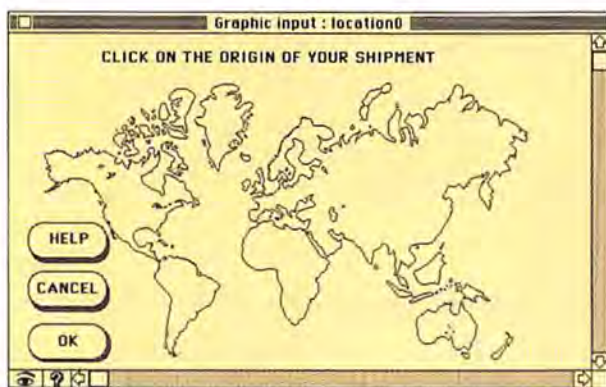 Graphic input : location0
CLICK ON THE ORIGIN OF YOUR SHIPMENT
HELP
CANCEL
OK
?